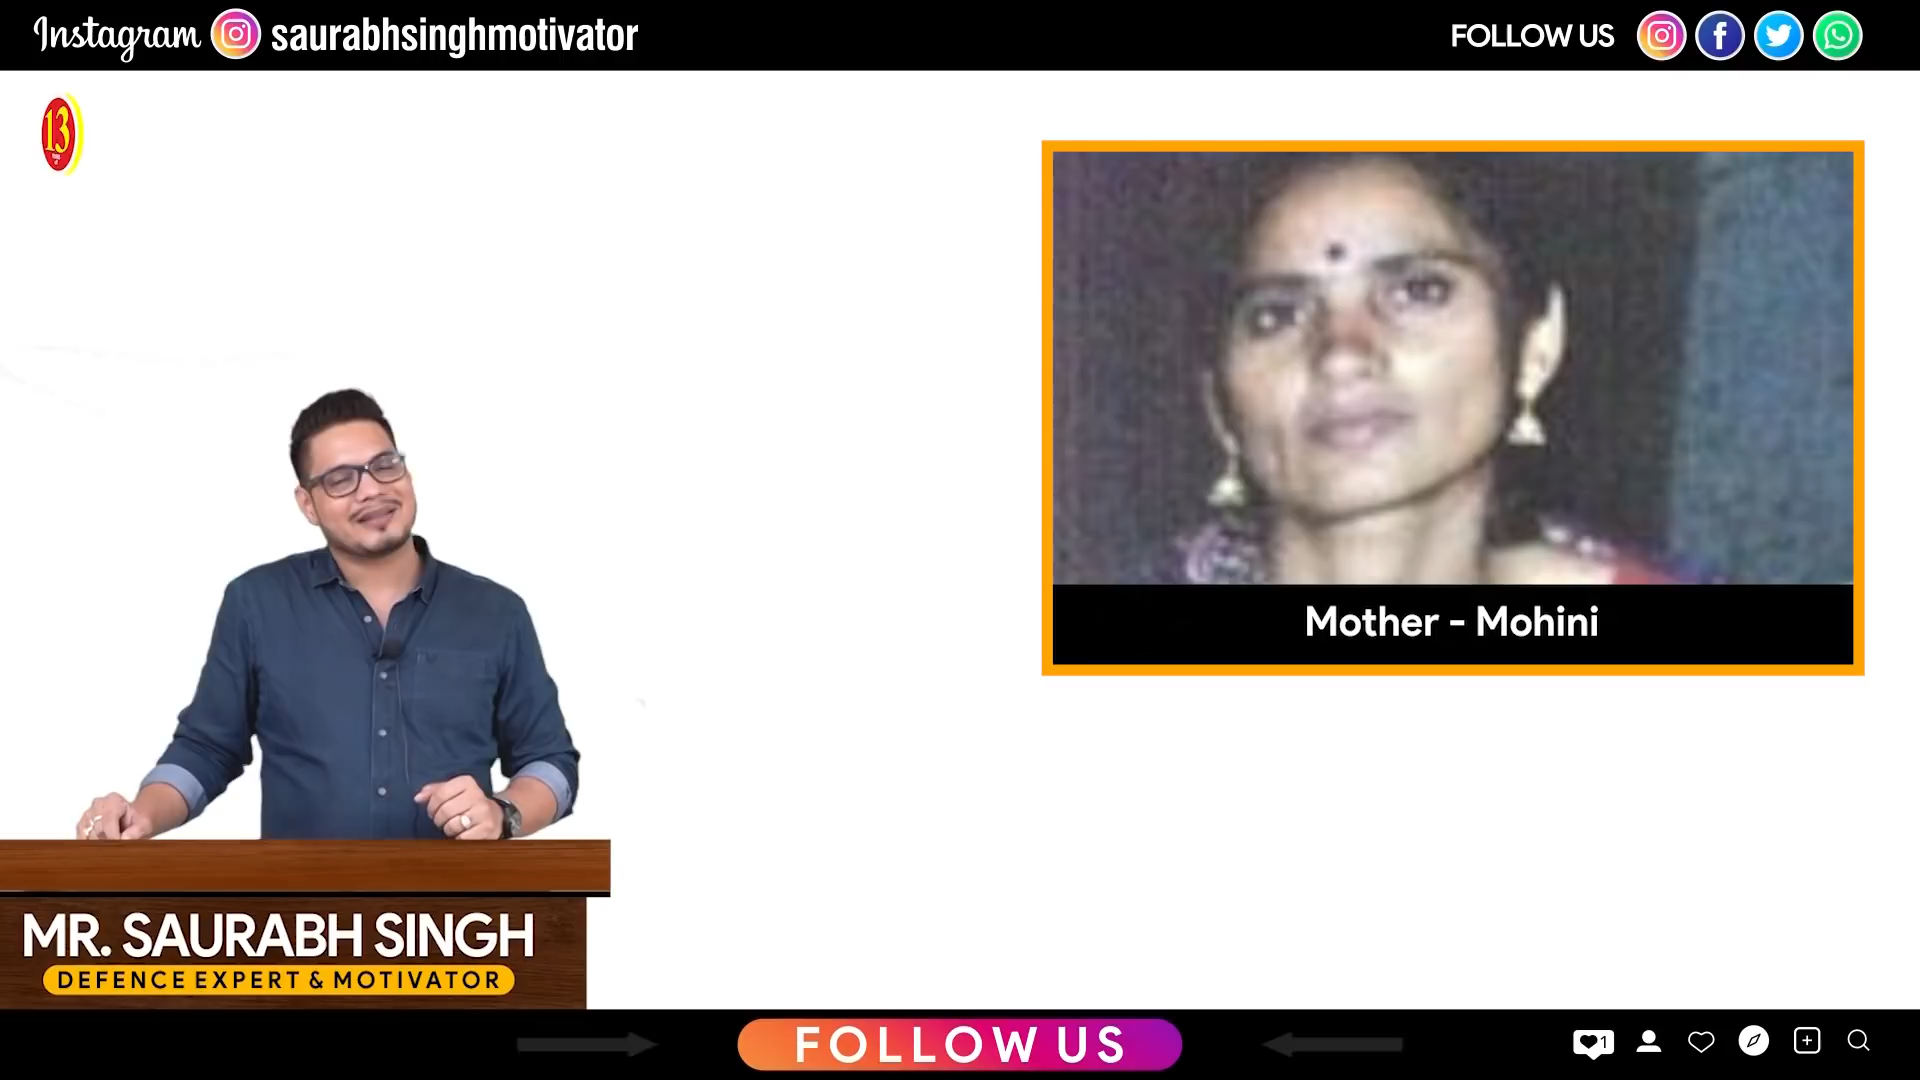 Instagram saurabhsinghmotivator
FOLLOW US
13
Mother - Mohini
MR. SAURABH SINGH
DEFENCE EXPERT & MOTIVATOR
FOLLOW US
1